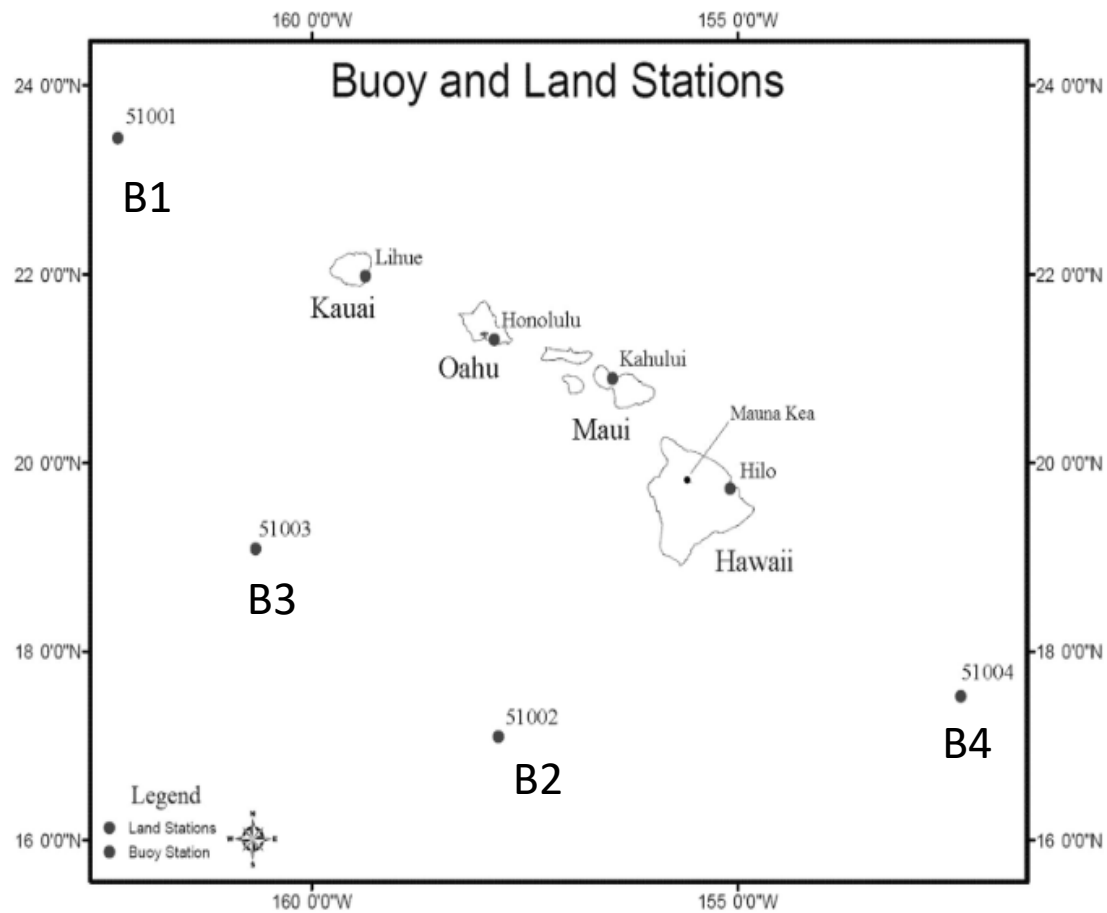 160 0'0"W
155 0'0"W
Buoy and Land Stations
24 0'0"N
24 0'0"N
51001
B1
22 0'0"N
22 0'0"N
Lihue
Kauai
Honolulu
Oahu
Kahului
Maui
Mauna Kea
20 0'0"N
20 0'0"N
Hilo
51003
Hawaii
B3
18 0'0"N
18 0'0"N
51004
51002
B4
B2
Legend
Land Stations
Buoy Station
N
S
16 0'0"N
16 0'0"N
160 0'0"W
155 0'0"W